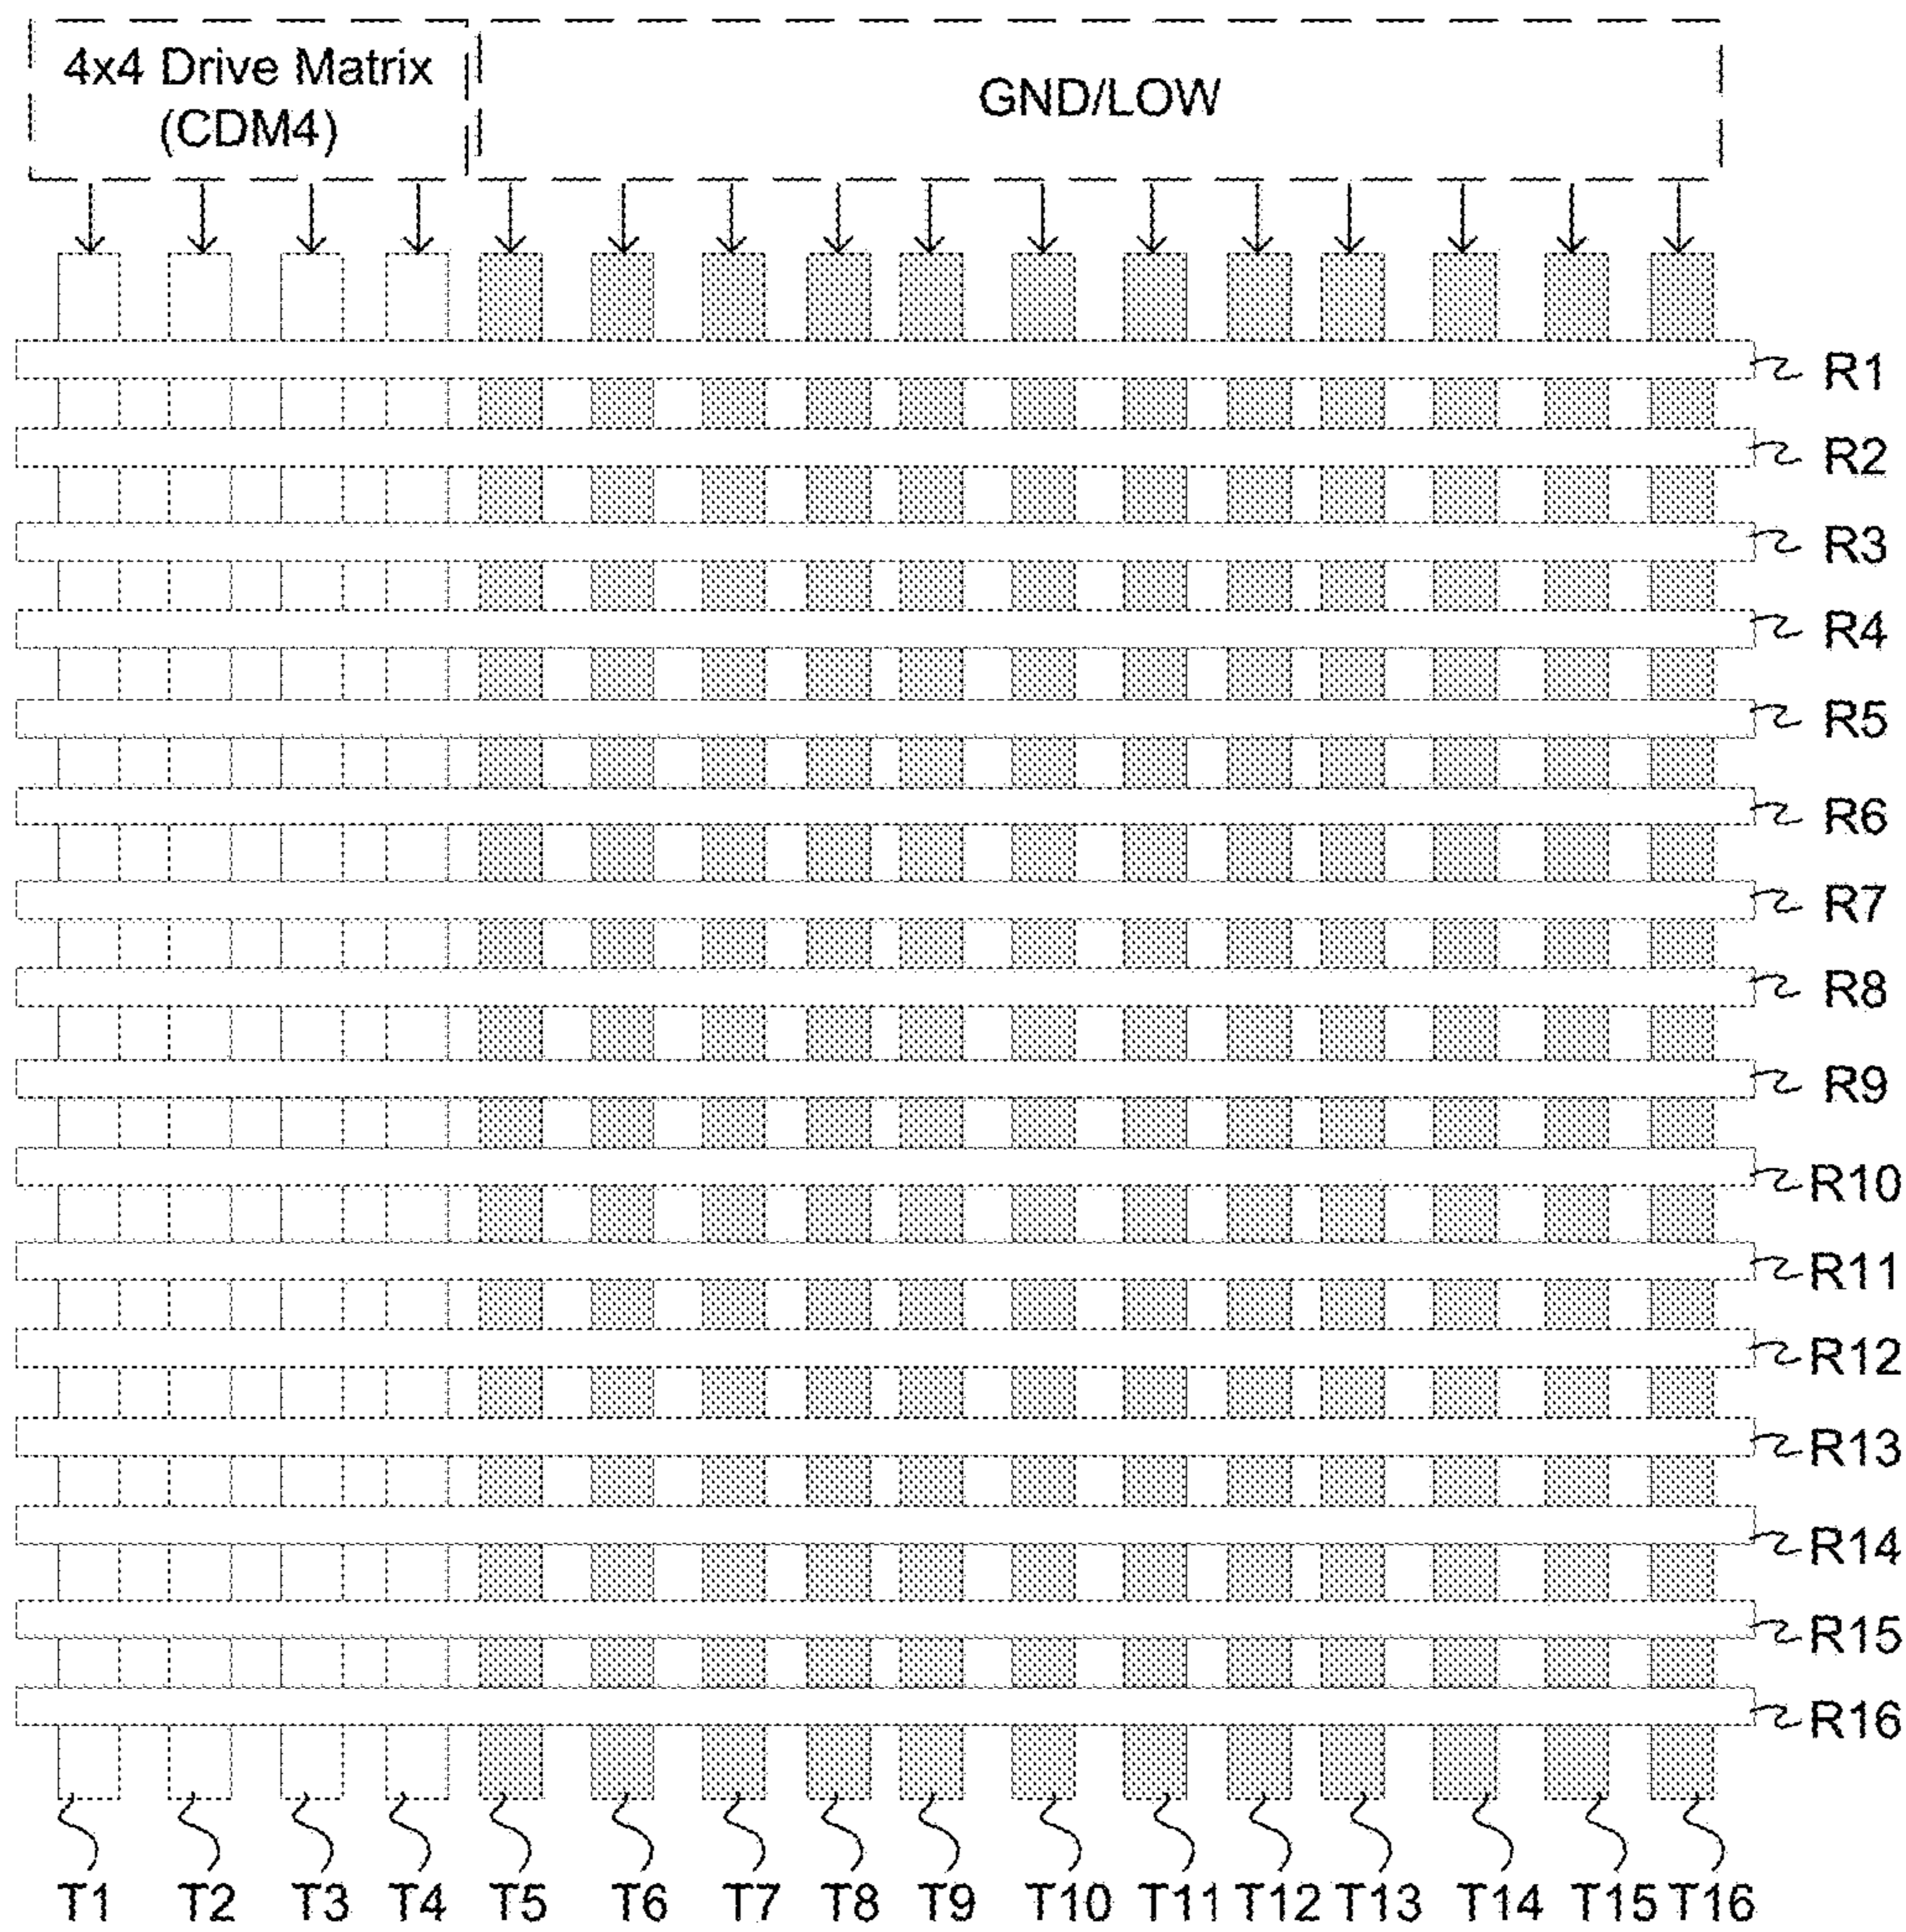 4x4 Drive Matrix
(CDM4)
GND/LOW
R1
R2
R3
R4
R5
R6
R7
R8
R9
R10
R11
R12
R13
R14
R15
R16
T1 T2 T3 T4 T5 T6 T7 T8 T9 T10 T11 T12 T13 T14 T15 T16